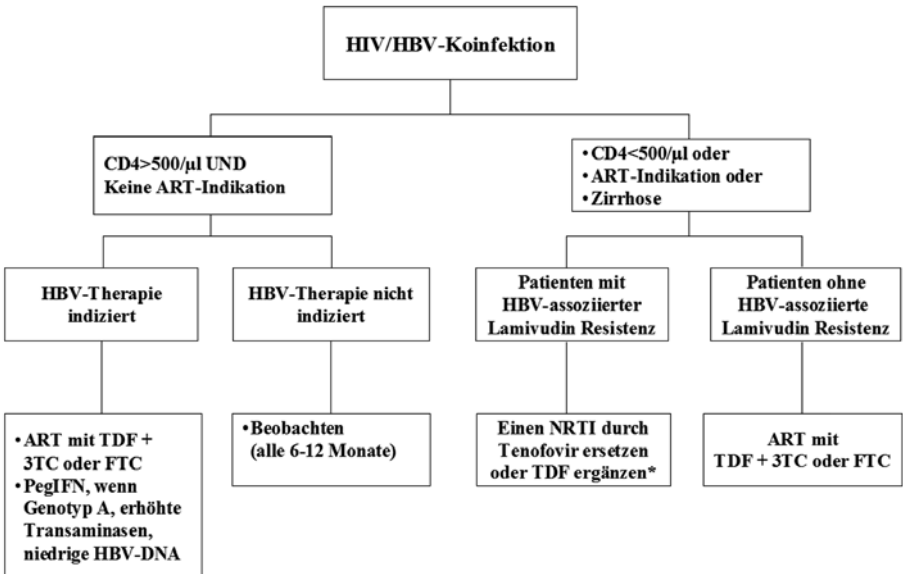 HIV/HBV-Koinfektion
CD4>500/µl UND
Keine ART-Indikation
• CD4<500/µl oder
• ART-Indikation oder
• Zirrhose
HBV-Therapie
indiziert
HBV-Therapie nicht
indiziert
Patienten mit
HBV-assoziierter
Lamivudin Resistenz
Patienten ohne
HBV-assoziierte
Lamivudin Resistenz
• ART mit TDF +
3TC oder FTC
• PegIFN, wenn
Genotyp A, erhöhte
Transaminasen,
niedrige HBV-DNA
• Beobachten
(alle 6-12 Monate)
Einen NRTI durch
Tenofovir ersetzen
oder TDF ergänzen*
ART mit
TDF + 3TC oder FTC